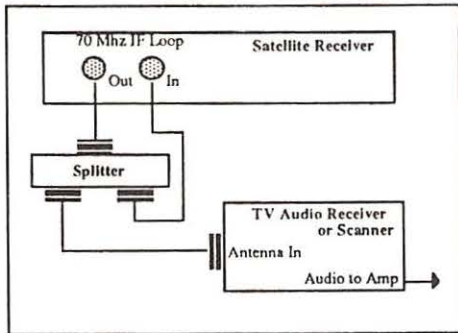 70 Mhz IF Loop
Satellite Receiver
Out
In
Splitter
TV Audio Receiver
or Scanner
Antenna In
Audio to Amp